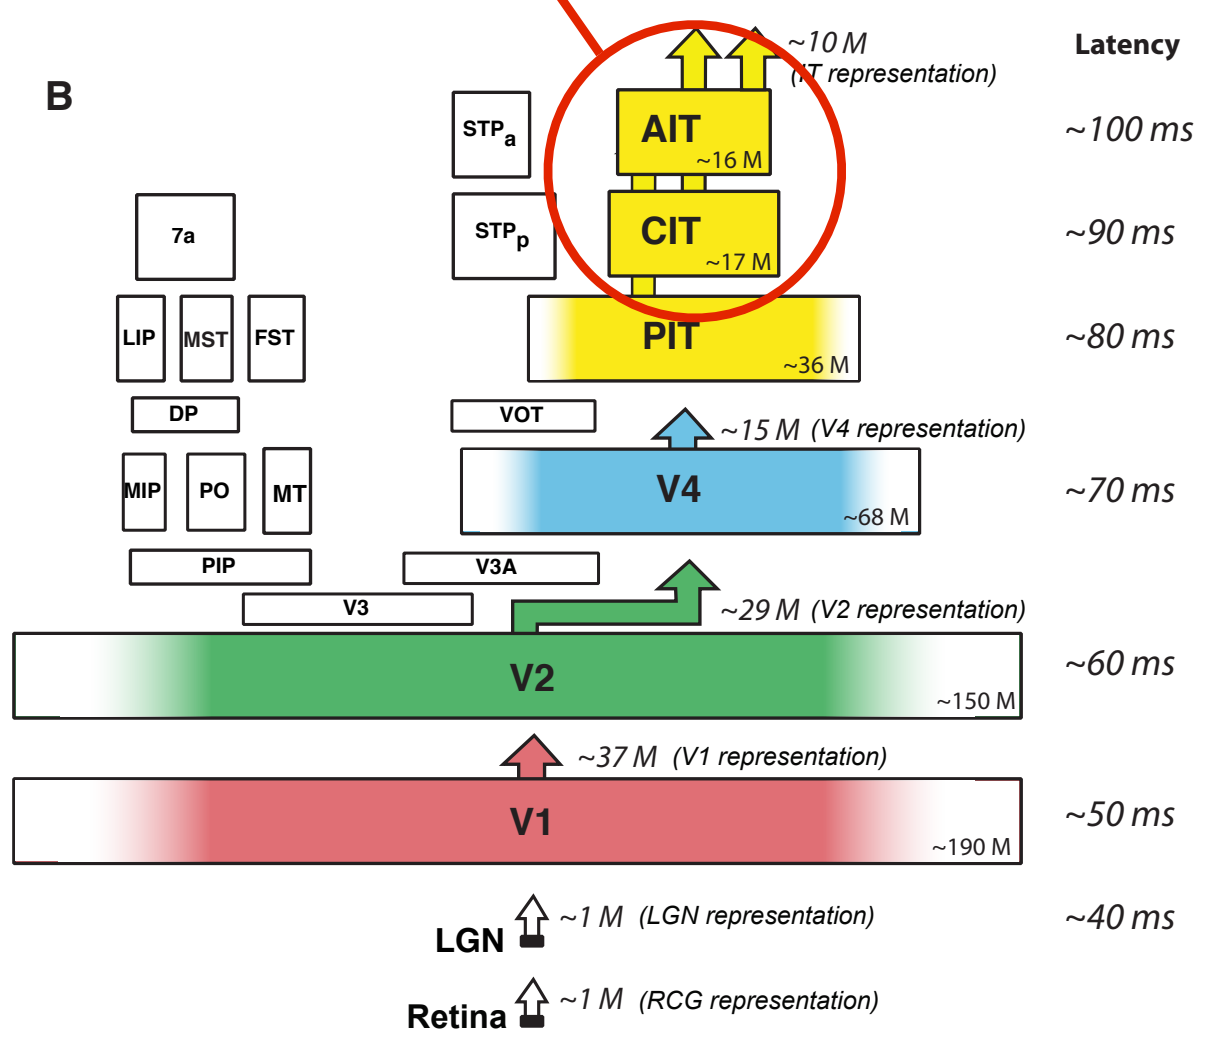 Latency
B
~10 M
(IT representation)
STPa
AIT
~16 M
~100 ms
7a
STPp
CIT
~17 M
~90 ms
LIP
MST
FST
PIT
~36 M
~80 ms
DP
VOT
~15 M (V4 representation)
MIP
PO
MT
V4
~68 M
~70 ms
PIP
V3A
V3
~29 M (V2 representation)
V2
~150 M
~60 ms
~37 M (V1 representation)
V1
~190 M
~50 ms
LGN
~1 M (LGN representation)
~40 ms
Retina
~1 M (RCG representation)